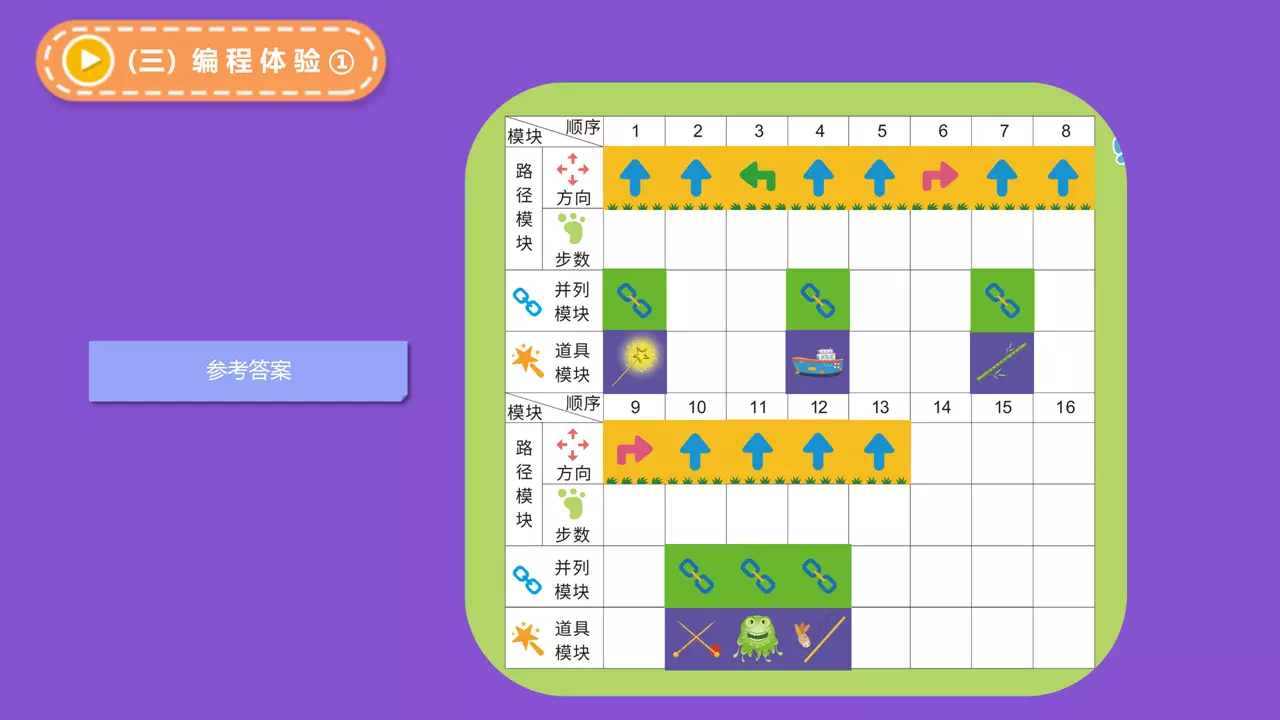 (三) 编程体验①
参考答案
模块 顺序 1 2 3 4 5 6 7 8
路径模块 方向
步数
并列模块
道具模块
模块 顺序 9 10 11 12 13 14 15 16
路径模块 方向
步数
并列模块
道具模块